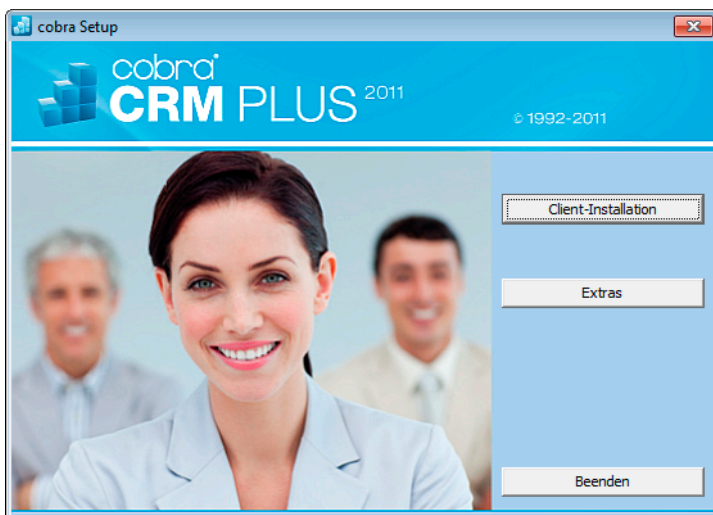 cobra Setup
cobra
CRM PLUS 2011
© 1992-2011
Client-Installation
Extras
Beenden